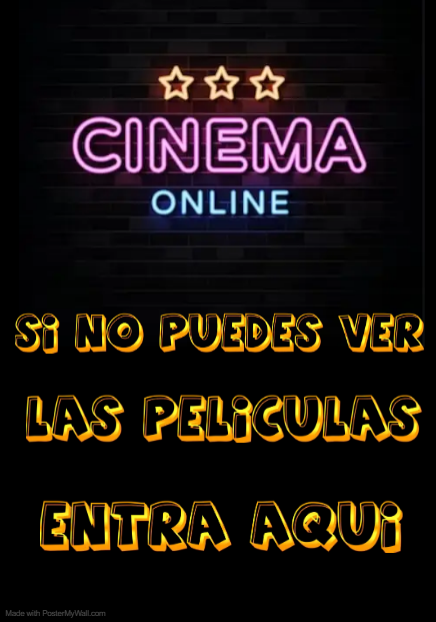 CINEMA
ONLINE
Si NO PUEDES VER
LAS PELiCULAS
ENTRA AQUi
Made with PosterMyWall.com